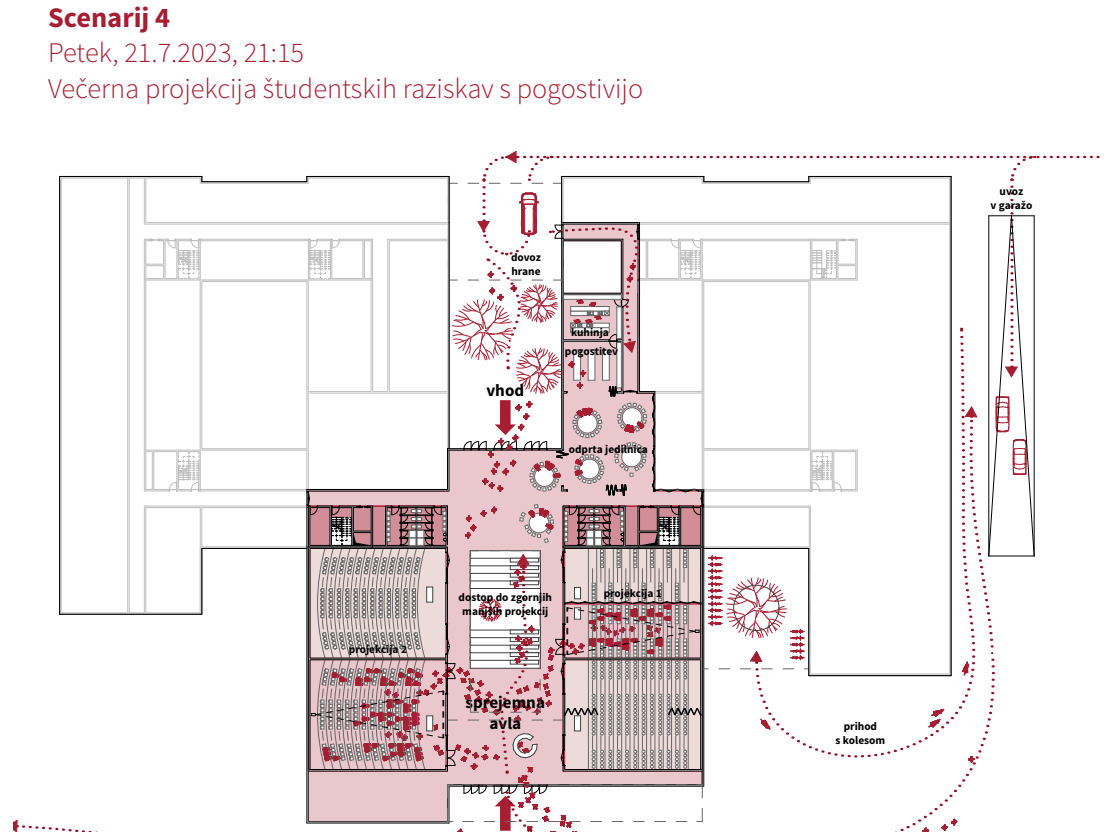 Scenarij 4
Petek, 21.7.2023, 21:15
Večerna projekcija študentskih raziskav s pogostivijo
uvoz
v garažo
dovoz
hrane
kuhinja
pogostitev
vhod
odprta jedilnica
dostop do zgornjih
manjših projekcij
projekcija 1
projekcija 2
sprejemna
avla
prihod
s kolesom